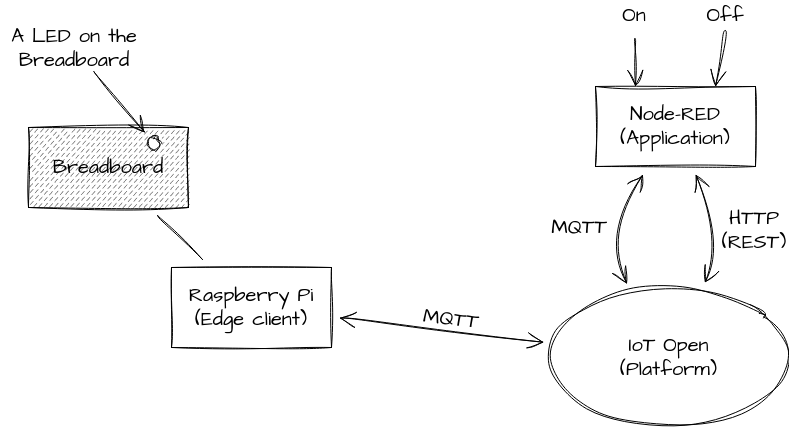 On
Off
A LED on the
Breadboard
Node-RED
(Application)
Breadboard
MQTT
HTTP
(REST)
Raspberry Pi
(Edge client)
MQTT
IoT Open
(Platform)